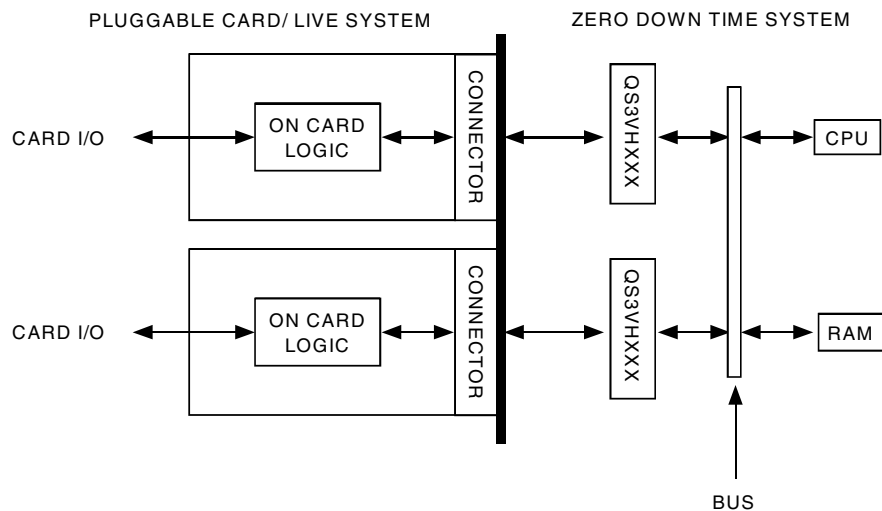 PLUGGABLE CARD/ LIVE SYSTEM
ZERO DOWN TIME SYSTEM
CARD I/O
ON CARD
LOGIC
CONNECTOR
QS3VHXXX
CPU
CARD I/O
ON CARD
LOGIC
CONNECTOR
QS3VHXXX
RAM
BUS